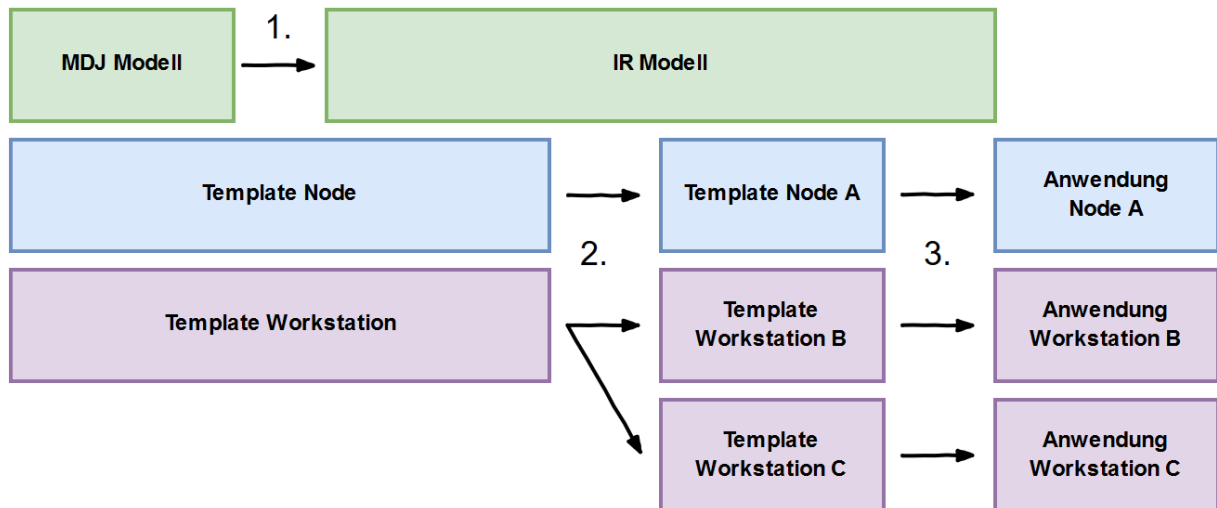 MDJ Modell
1.
IR Modell
Template Node
Template Node A
Anwendung
Node A
2.
3.
Template Workstation
Template
Workstation B
Anwendung
Workstation B
Template
Workstation C
Anwendung
Workstation C